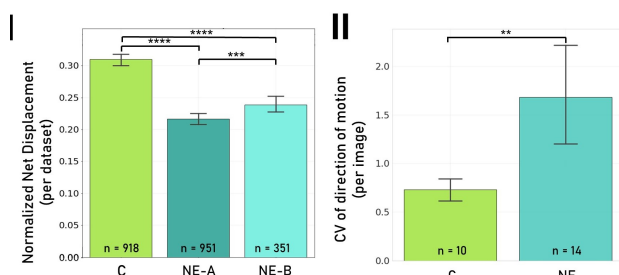 I
Normalized Net Displacement
(per dataset)
0.30
0.25
0.20
0.15
0.10
0.05
0.00
****
****
***
n = 918
n = 951
n = 351
C
NE-A
NE-B
II
CV of direction of motion
(per image)
2.0
1.5
1.0
0.5
0.0
**
n = 10
n = 14